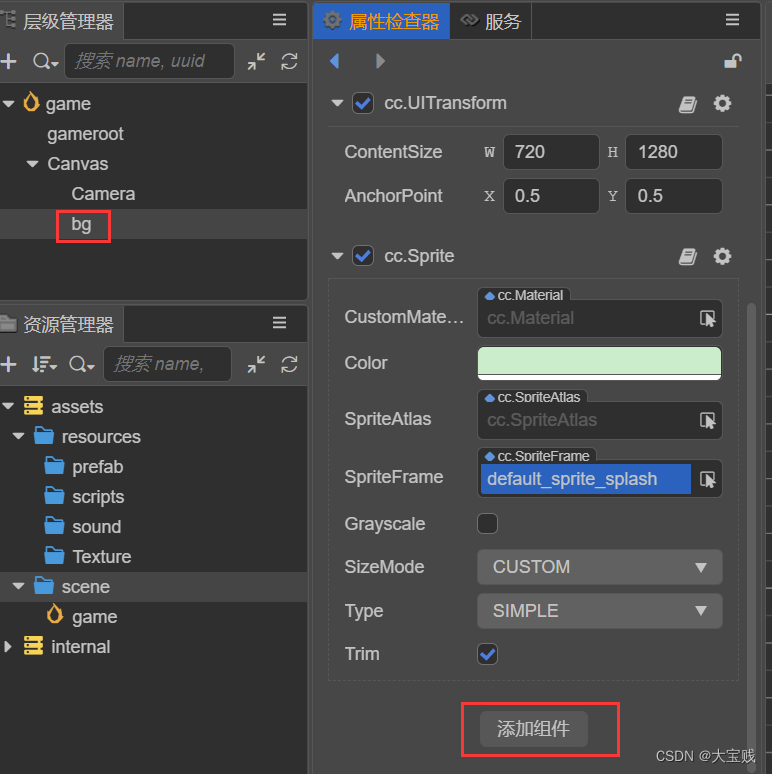 层级管理器
搜索 name, uuid
game
gameroot
Canvas
Camera
bg
资源管理器
搜索 name,
assets
resources
prefab
scripts
sound
Texture
scene
game
internal
属性检查器 服务
cc.UITransform
ContentSize W 720 H 1280
AnchorPoint X 0.5 Y 0.5
cc.Sprite
cc.Material
CustomMate... cc.Material
Color
cc.SpriteAtlas
SpriteAtlas cc.SpriteAtlas
cc.SpriteFrame
SpriteFrame default_sprite_splash
Grayscale
SizeMode CUSTOM
Type SIMPLE
Trim
添加组件
CSDN @大宝贱